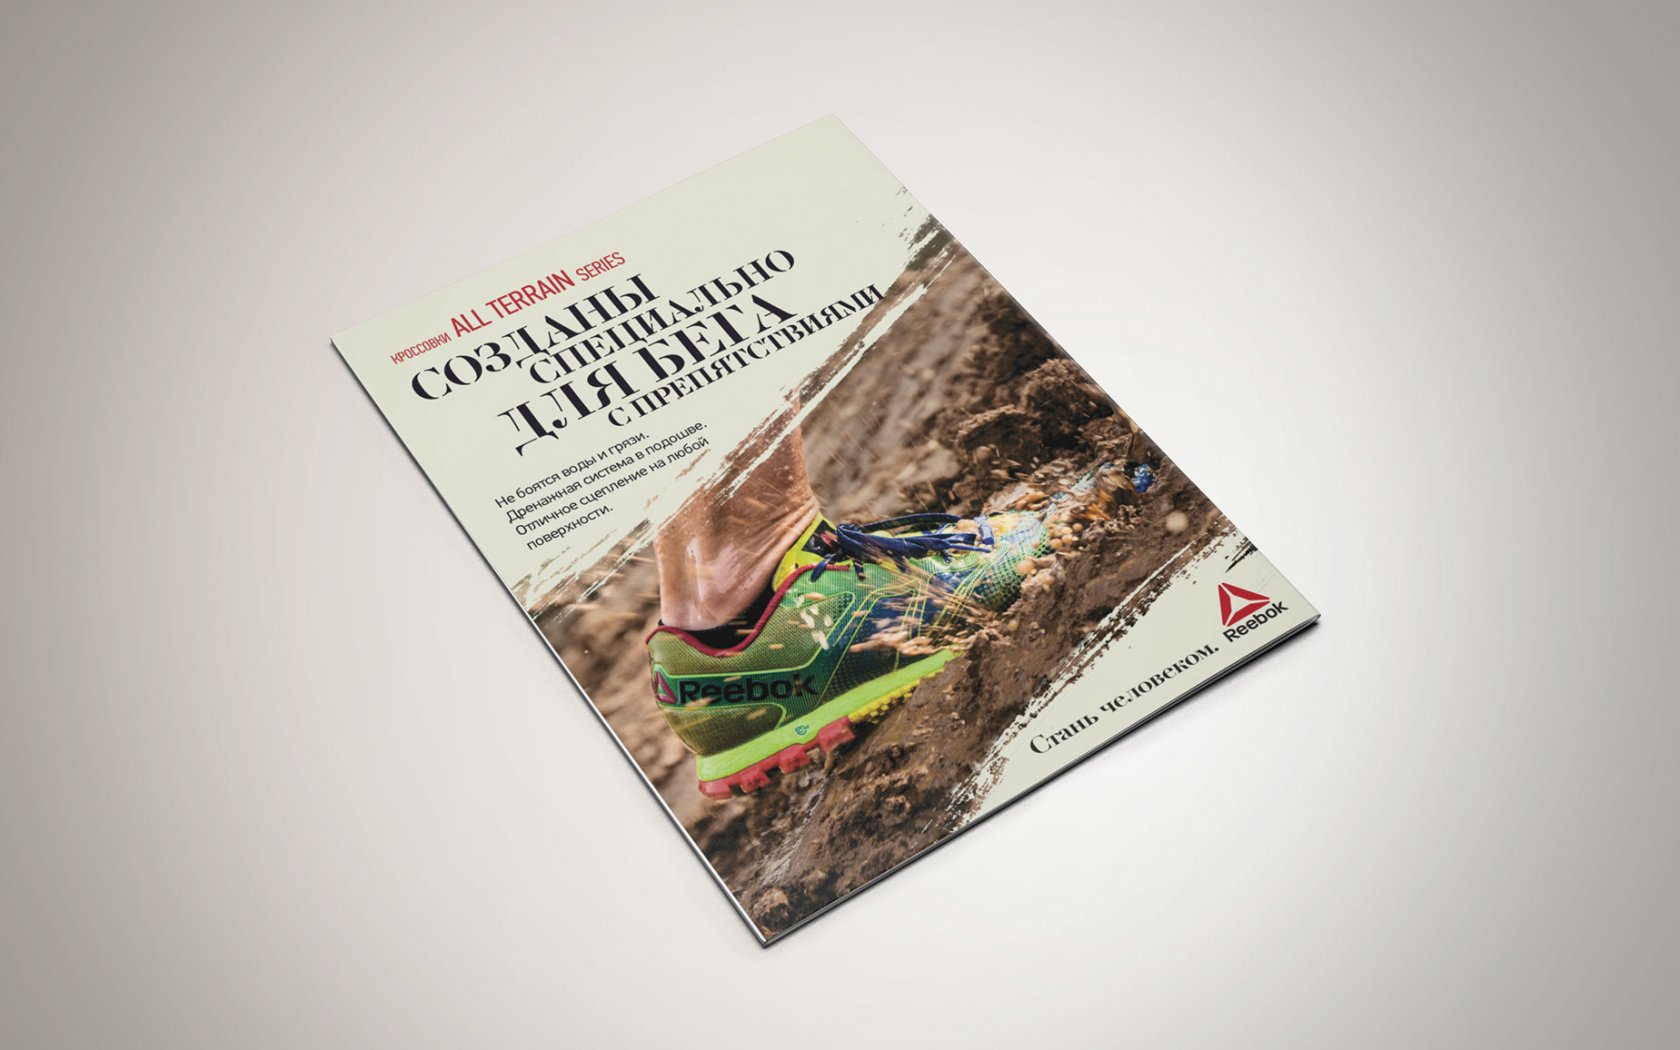 КРОССОВКИ ALL TERRAIN SERIES
СОЗДАНЫ
СПЕЦИАЛЬНО
ДЛЯ БЕГА
С ПРЕПЯТСТВИЯМИ
Не боятся воды и грязи.
Дренажная система в подошве.
Отличное сцепление на любой
поверхности.
Reebok
Reebok
Стань человеком.